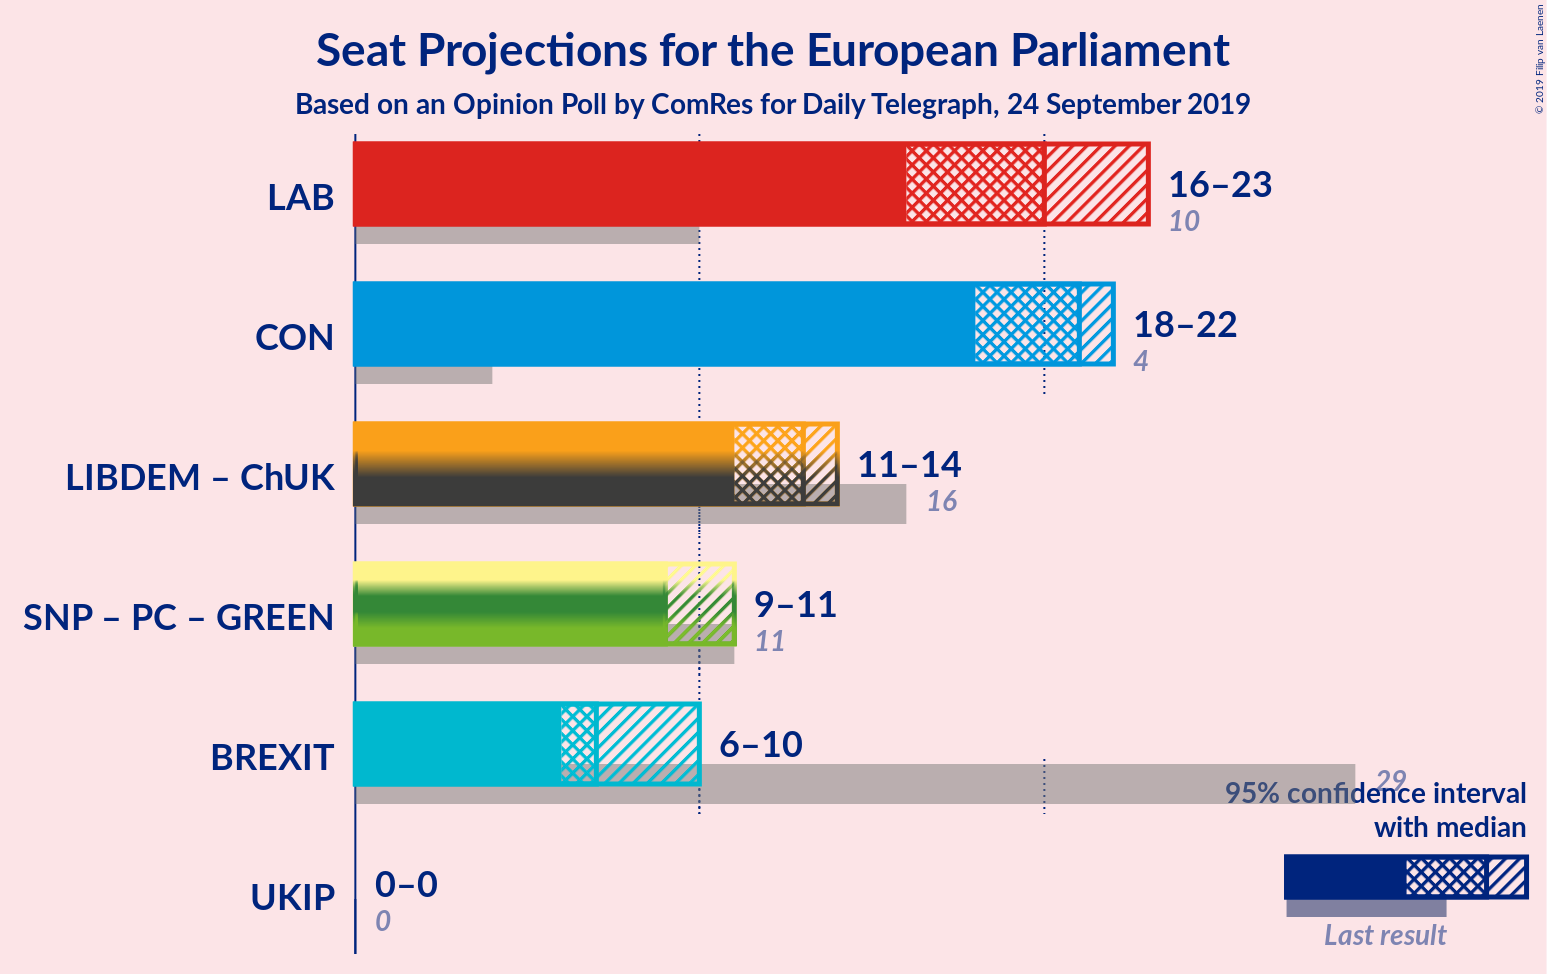 Seat Projections for the European Parliament
Based on an Opinion Poll by ComRes for Daily Telegraph, 24 September 2019
© 2019 Filip van Laenen
LAB
16–23
10
CON
18–22
4
LIBDEM – ChUK
11–14
16
SNP – PC – GREEN
9–11
11
BREXIT
6–10
29
95% confidence interval
with median
UKIP
0–0
0
Last result